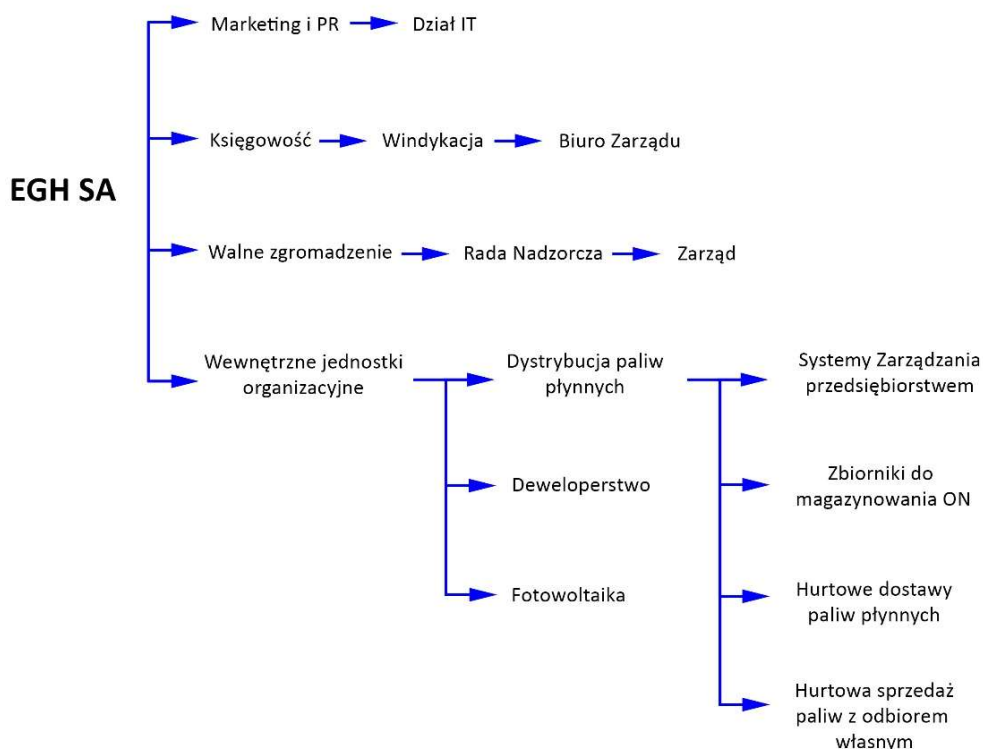 Marketing i PR
Dział IT
Księgowość
Windykacja
Biuro Zarządu
EGH SA
Walne zgromadzenie
Rada Nadzorcza
Zarząd
Wewnętrzne jednostki
organizacyjne
Dystrybucja paliw
płynnych
Systemy Zarządzania
przedsiębiorstwem
Deweloperstwo
Zbiorniki do
magazynowania ON
Fotowoltaika
Hurtowe dostawy
paliw płynnych
Hurtowa sprzedaż
paliw z odbiorem
własnym